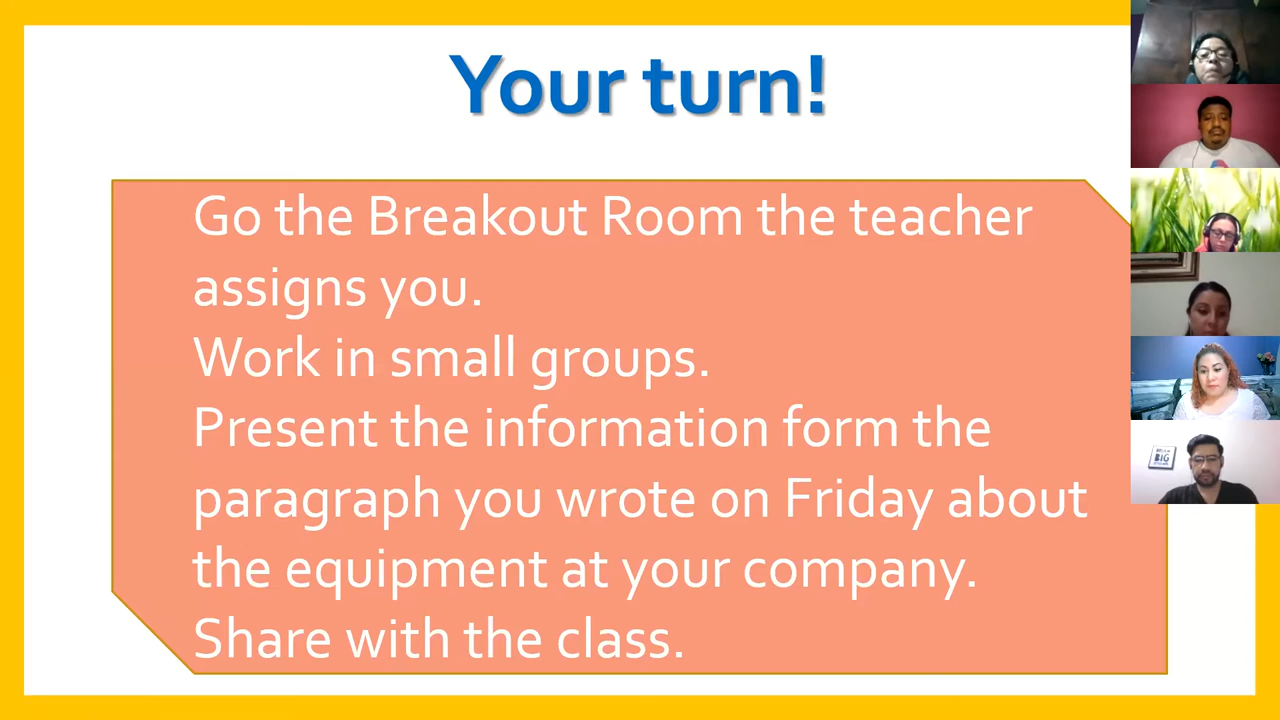 Your turn!
Go the Breakout Room the teacher
assigns you.
Work in small groups.
Present the information form the
paragraph you wrote on Friday about
the equipment at your company.
Share with the class.
BIG